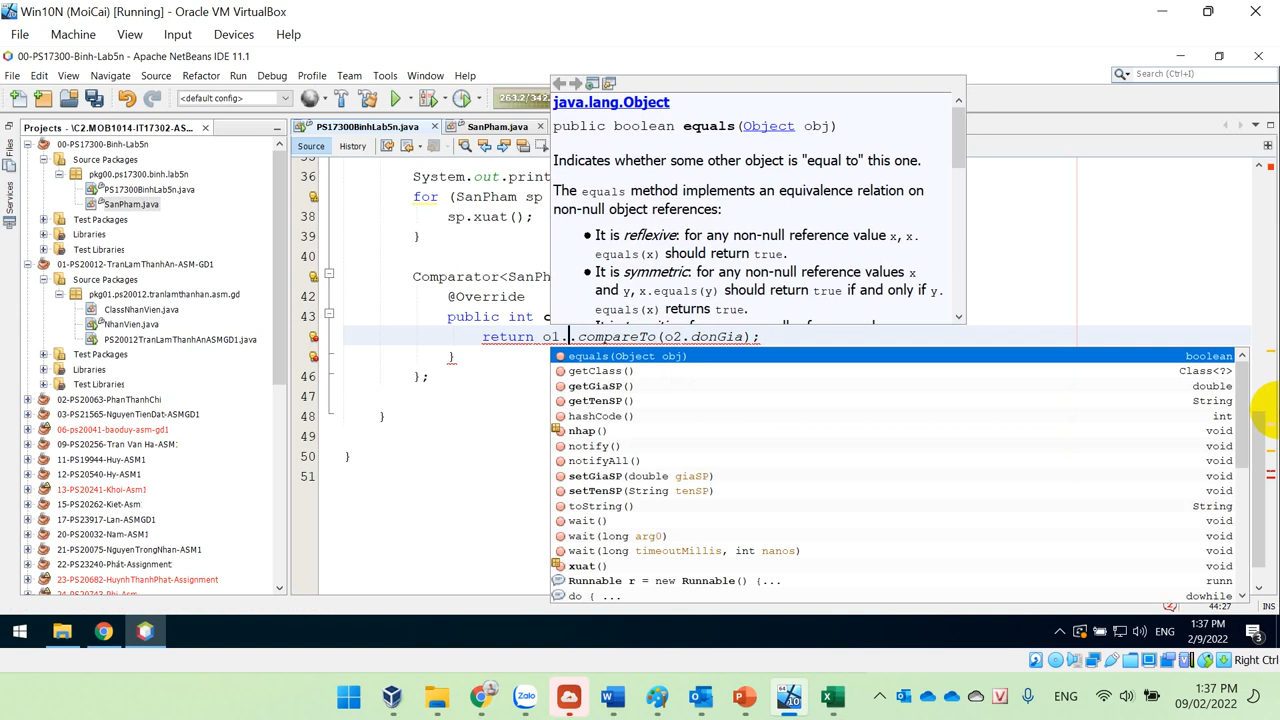 Win10N (MoiCai) [Running] - Oracle VM VirtualBox
File Machine View Input Devices Help
00-PS17300-Binh-Lab5n - Apache NetBeans IDE 11.1
File Edit View Navigate Source Refactor Run Debug Profile Team Tools Window Help
Search (Ctrl+I)
<default config>
263.2/342
Projects - \C2.MOB1014-IT17302-AS...
PS17300BinhLab5n.java
SanPham.java
Source History
Services
00-PS17300-Binh-Lab5n
Source Packages
pkg00.ps17300.binh.lab5n
PS17300BinhLab5n.java
SanPham.java
Test Packages
Libraries
Test Libraries
01-PS20012-TranLamThanhAn-ASM-GD1
Source Packages
pkg01.ps20012.tranlamthanhan.asm.gd
ClassNhanVien.java
NhanVien.java
PS20012TranLamThanhAnASMGD1.java
Test Packages
Libraries
Test Libraries
02-PS20063-PhanThanhChi
03-PS21565-NguyenTienDat-ASMGD1
06-ps20041-baoduy-asm-gd1
09-PS20256-Tran Van Ha-ASM:
11-PS19944-Huy-ASM1
12-PS20540-Hy-ASM1
13-PS20241-Khoi-Asm1
15-PS20262-Kiet-Asm
17-PS23917-Lan-ASMGD1
20-PS20032-Nam-ASM1
21-PS20075-NguyenTrongNhan-ASM1
22-PS23240-Phát-Assignment
23-PS20682-HuynhThanhPhat-Assignment
24-PS20743-Phi-Asm1
36 System.out.print
for (SanPham sp
38 sp.xuat();
}
40
Comparator<SanPh
42 @Override
public int c
return o1..compareTo(o2.donGia);
}
46 };
47
48 }
49
50 }
51
java.lang.Object
public boolean equals(Object obj)
Indicates whether some other object is "equal to" this one.
The equals method implements an equivalence relation on
non-null object references:
• It is reflexive: for any non-null reference value x, x.
equals(x) should return true.
• It is symmetric: for any non-null reference values x
and y, x.equals(y) should return true if and only if y.
equals(x) returns true.
equals(Object obj) boolean
getClass() Class<?>
getGiaSP() double
getTenSP() String
hashCode() int
nhap() void
notify() void
notifyAll() void
setGiaSP(double giaSP) void
setTenSP(String tenSP) void
toString() String
wait() void
wait(long arg0) void
wait(long timeoutMillis, int nanos) void
xuat() void
Runnable r = new Runnable() {... runn
do { ... dowhile
44:27 INS
ENG
1:37 PM
2/9/2022
3
Right Ctrl
ENG
1:37 PM
09/02/2022